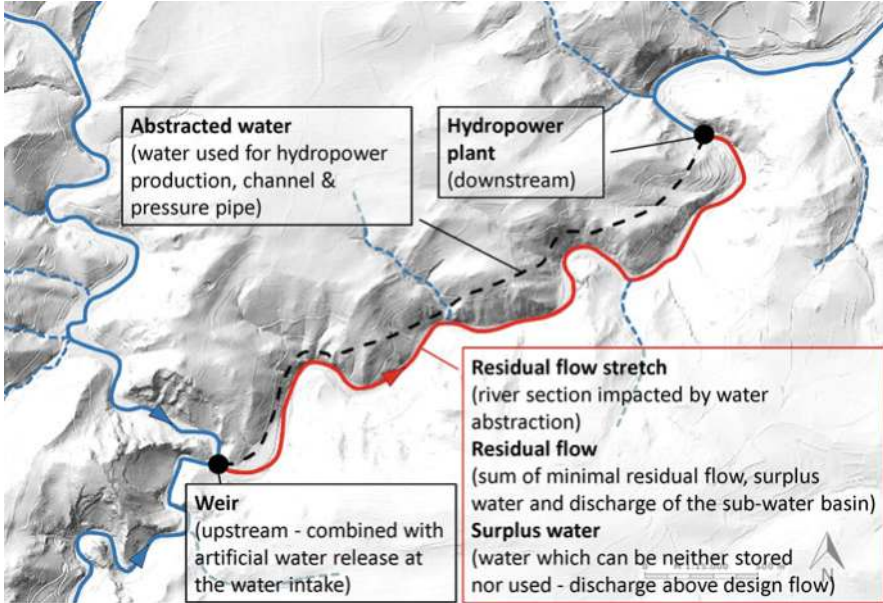 Abstracted water
(water used for hydropower
production, channel &
pressure pipe)
Hydropower
plant
(downstream)
Residual flow stretch
(river section impacted by water
abstraction)
Residual flow
(sum of minimal residual flow, surplus
water and discharge of the sub-water basin)
Surplus water
(water which can be neither stored
nor used - discharge above design flow)
Weir
(upstream - combined with
artificial water release at
the water intake)
N